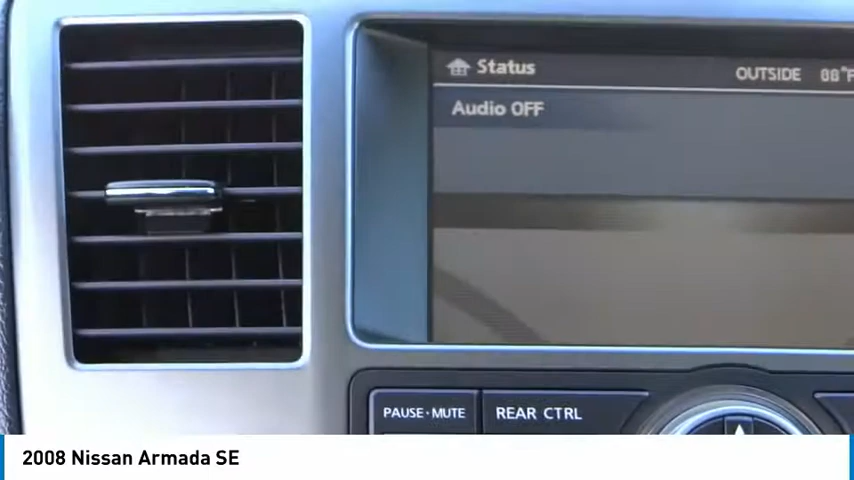 Status OUTSIDE
Audio OFF
PAUSE·MUTE REAR CTRL
2008 Nissan Armada SE